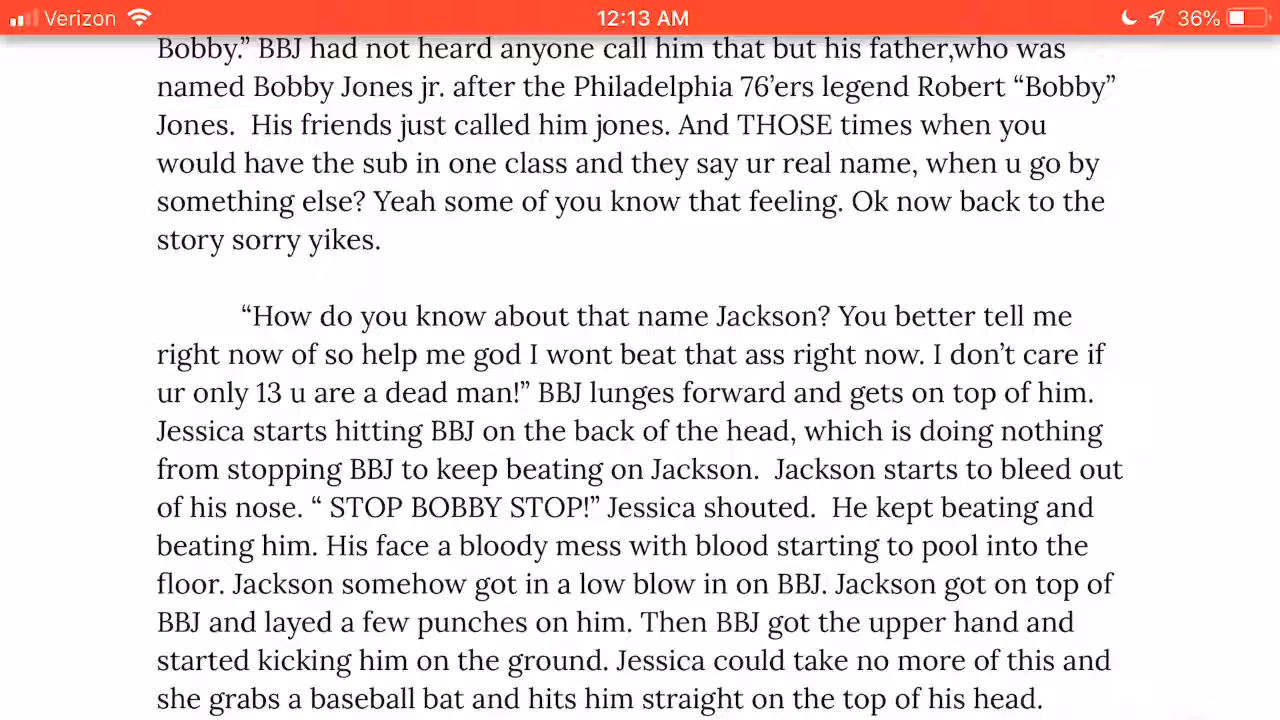 Verizon 12:13 AM 36%
Bobby.” BBJ had not heard anyone call him that but his father,who was
named Bobby Jones jr. after the Philadelphia 76’ers legend Robert “Bobby”
Jones.  His friends just called him jones. And THOSE times when you
would have the sub in one class and they say ur real name, when u go by
something else? Yeah some of you know that feeling. Ok now back to the
story sorry yikes.
“How do you know about that name Jackson? You better tell me
right now of so help me god I wont beat that ass right now. I don’t care if
ur only 13 u are a dead man!” BBJ lunges forward and gets on top of him.
Jessica starts hitting BBJ on the back of the head, which is doing nothing
from stopping BBJ to keep beating on Jackson.  Jackson starts to bleed out
of his nose. “ STOP BOBBY STOP!” Jessica shouted.  He kept beating and
beating him. His face a bloody mess with blood starting to pool into the
floor. Jackson somehow got in a low blow in on BBJ. Jackson got on top of
BBJ and layed a few punches on him. Then BBJ got the upper hand and
started kicking him on the ground. Jessica could take no more of this and
she grabs a baseball bat and hits him straight on the top of his head.